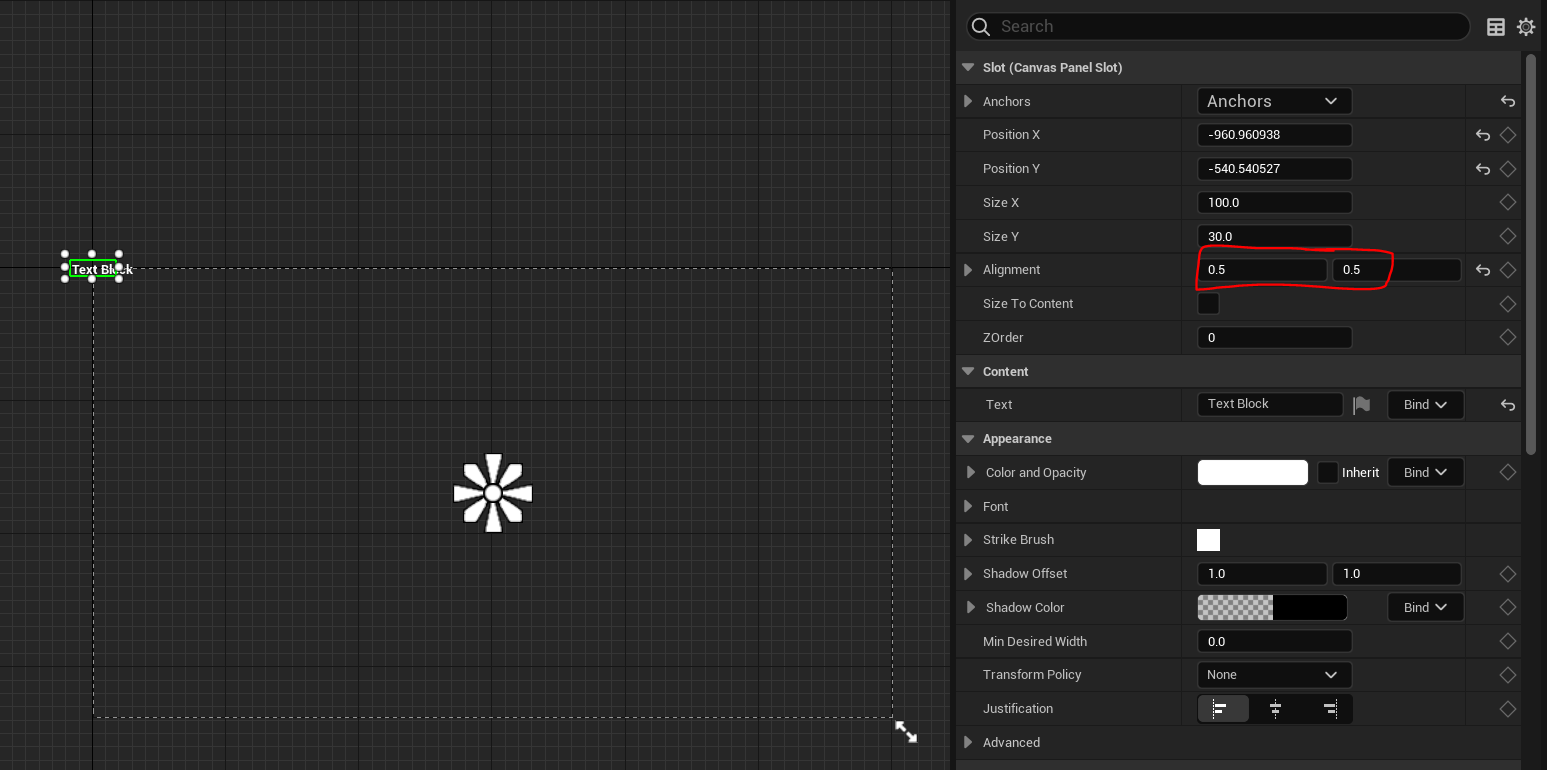 Search
Slot (Canvas Panel Slot)
Anchors Anchors
Position X -960.960938
Position Y -540.540527
Size X 100.0
Size Y 30.0
Text Block
Alignment 0.5 0.5
Size To Content
ZOrder 0
Content
Text Text Block Bind
Appearance
Color and Opacity Inherit Bind
Font
Strike Brush
Shadow Offset 1.0 1.0
Shadow Color Bind
Min Desired Width 0.0
Transform Policy None
Justification
Advanced